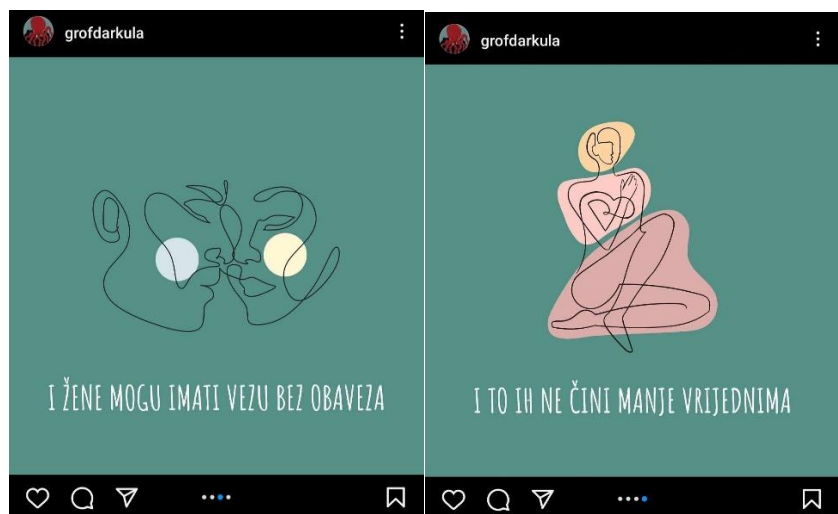 grofdarkula
I ŽENE MOGU IMATI VEZU BEZ OBAVEZA
grofdarkula
I TO IH NE ČINI MANJE VRIJEDNIMA